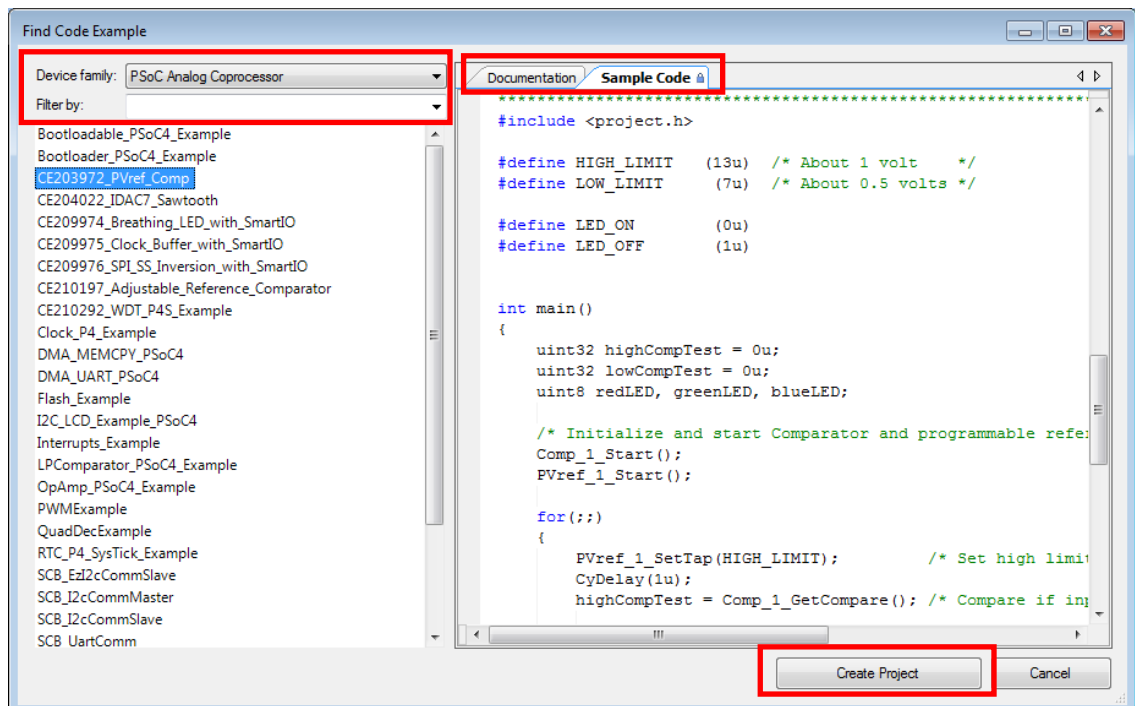 Find Code Example
Device family: PSoC Analog Coprocessor
Filter by:
Bootloadable_PSoC4_Example
Bootloader_PSoC4_Example
CE203972_PVref_Comp
CE204022_IDAC7_Sawtooth
CE209974_Breathing_LED_with_SmartIO
CE209975_Clock_Buffer_with_SmartIO
CE209976_SPI_SS_Inversion_with_SmartIO
CE210197_Adjustable_Reference_Comparator
CE210292_WDT_P4S_Example
Clock_P4_Example
DMA_MEMCPY_PSoC4
DMA_UART_PSoC4
Flash_Example
I2C_LCD_Example_PSoC4
Interrupts_Example
LPComparator_PSoC4_Example
OpAmp_PSoC4_Example
PWMExample
QuadDecExample
RTC_P4_SysTick_Example
SCB_EzI2cCommSlave
SCB_I2cCommMaster
SCB_I2cCommSlave
SCB_UartComm
Documentation Sample Code
*************************************************************
#include <project.h>
#define HIGH_LIMIT (13u) /* About 1 volt */
#define LOW_LIMIT (7u) /* About 0.5 volts */
#define LED_ON (0u)
#define LED_OFF (1u)
int main()
{
uint32 highCompTest = 0u;
uint32 lowCompTest = 0u;
uint8 redLED, greenLED, blueLED;
/* Initialize and start Comparator and programmable refe
Comp_1_Start();
PVref_1_Start();
for(;;)
{
PVref_1_SetTap(HIGH_LIMIT); /* Set high limit
CyDelay(1u);
highCompTest = Comp_1_GetCompare(); /* Compare if inp
Create Project Cancel